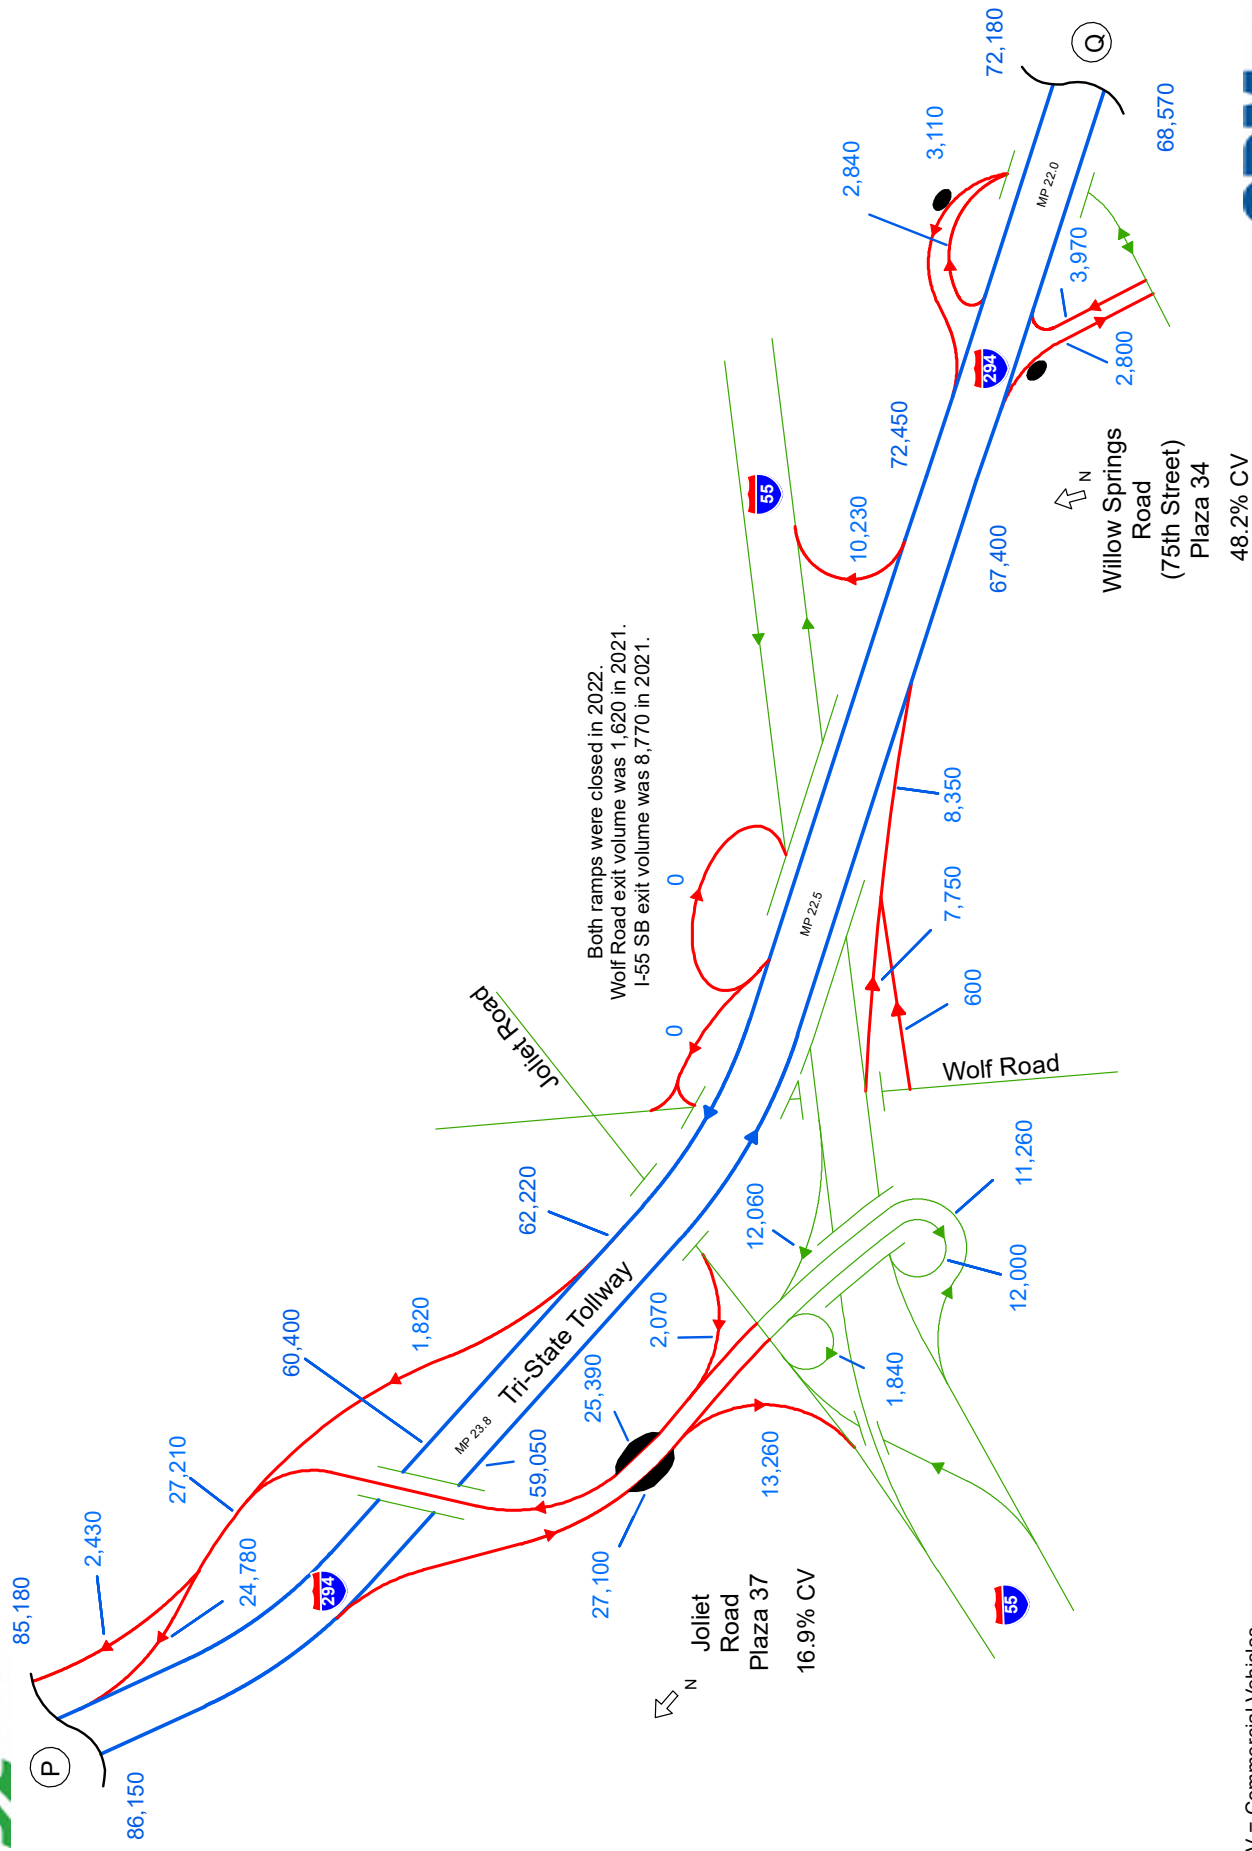 P
86,150
85,180
2,430
27,210
24,780
294
60,400
1,820
62,220
MP 23.8
Tri-State Tollway
59,050
25,390
27,100
2,070
13,260
Joliet
Road
Plaza 37
16.9% CV
N
12,060
1,840
12,000
11,260
55
Joliet Road
Wolf Road
0
0
Both ramps were closed in 2022.
Wolf Road exit volume was 1,620 in 2021.
I-55 SB exit volume was 8,770 in 2021.
MP 22.5
600
7,750
8,350
55
10,230
72,450
67,400
294
2,840
3,110
MP 22.0
3,970
2,800
N
Willow Springs
Road
(75th Street)
Plaza 34
48.2% CV
72,180
68,570
Q
= Commercial Vehicles